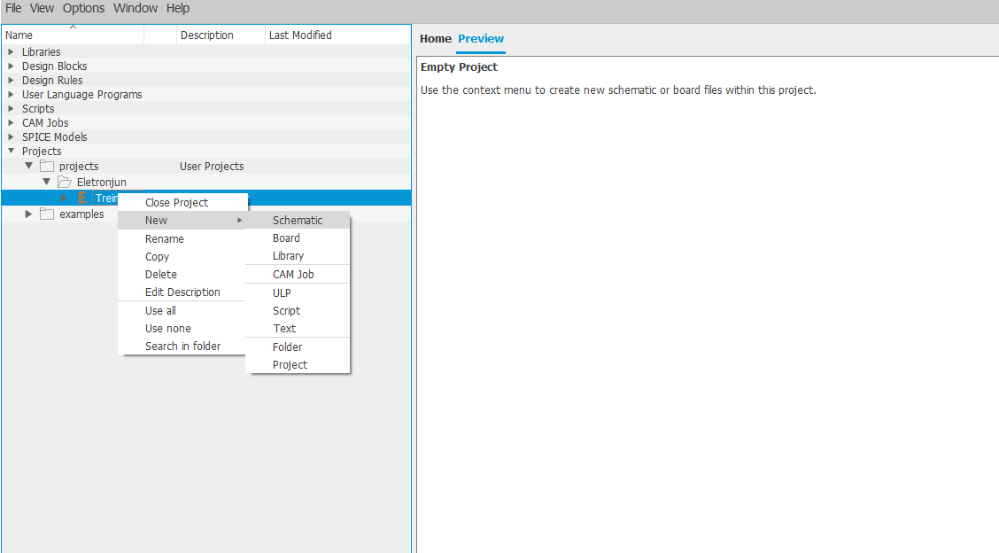 File View Options Window Help
Name Description Last Modified
Libraries
Design Blocks
Design Rules
User Language Programs
Scripts
CAM Jobs
SPICE Models
Projects
projects User Projects
Eletronjun
examples
Close Project
New
Rename
Copy
Delete
Edit Description
Use all
Use none
Search in folder
Schematic
Board
Library
CAM Job
ULP
Script
Text
Folder
Project
Home Preview
Empty Project
Use the context menu to create new schematic or board files within this project.